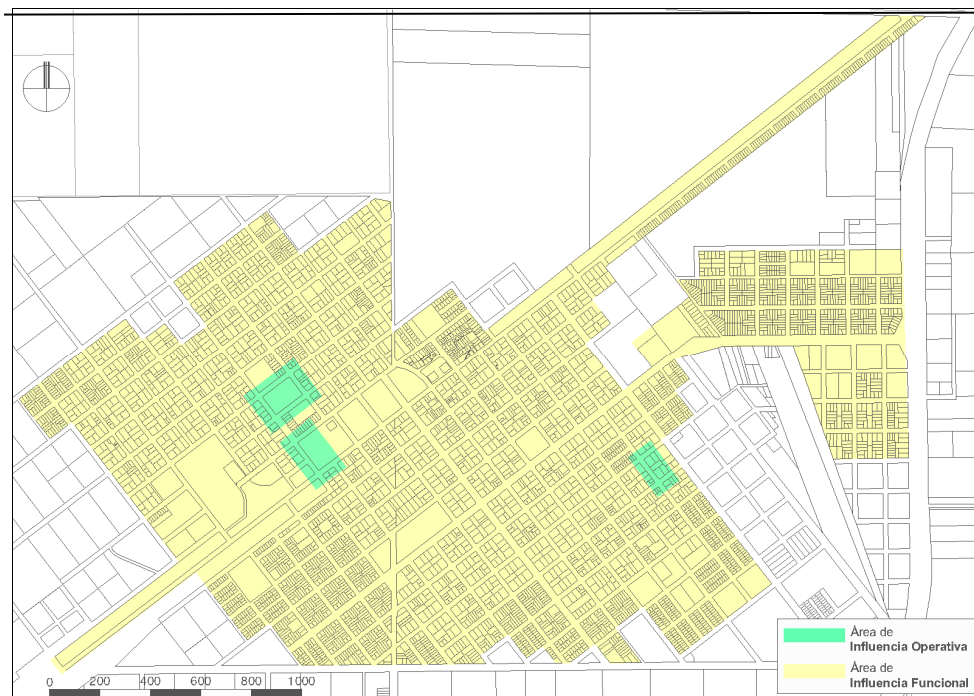 Área de
Influencia Operativa
Área de
Influencia Funcional
0 200 400 600 800 1000